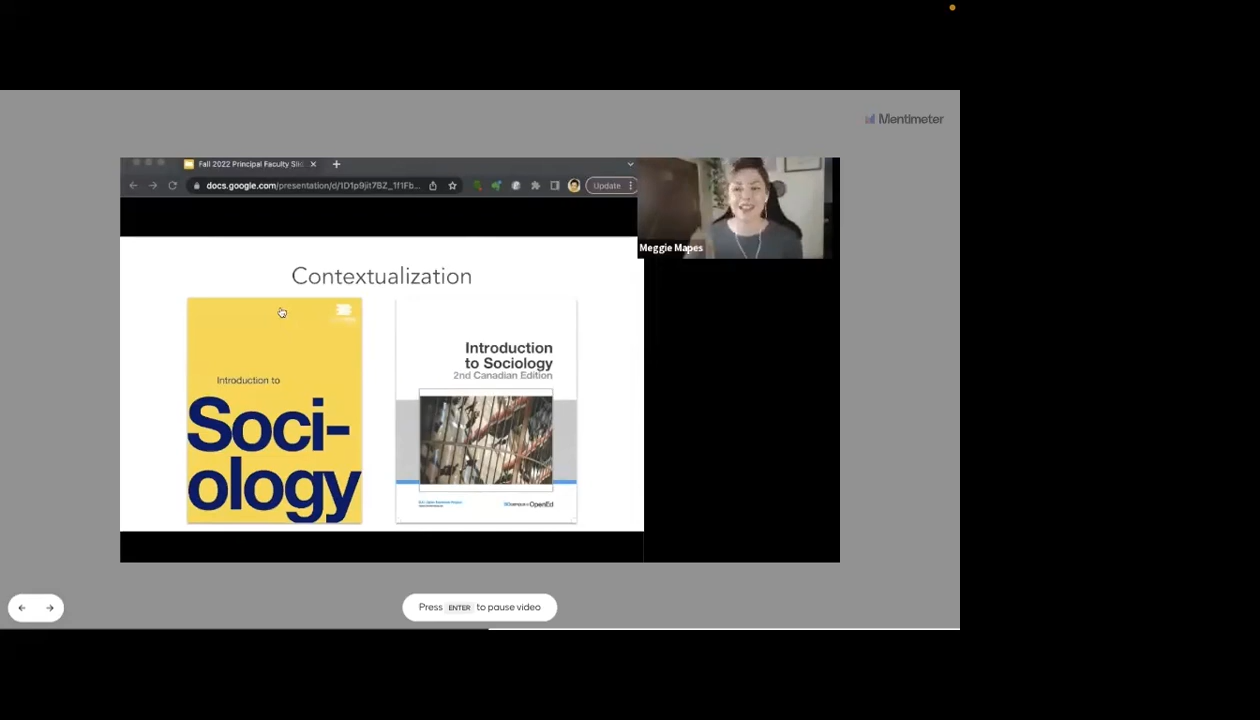 Mentimeter
Fall 2022 Principal Faculty Sli
docs.google.com/presentation/d/1D1p9jit7BZ_1f1Fb...
Update
Meggie Mapes
Contextualization
Introduction to
Soci-
ology
Introduction
to Sociology
2nd Canadian Edition
OpenEd
Press ENTER to pause video